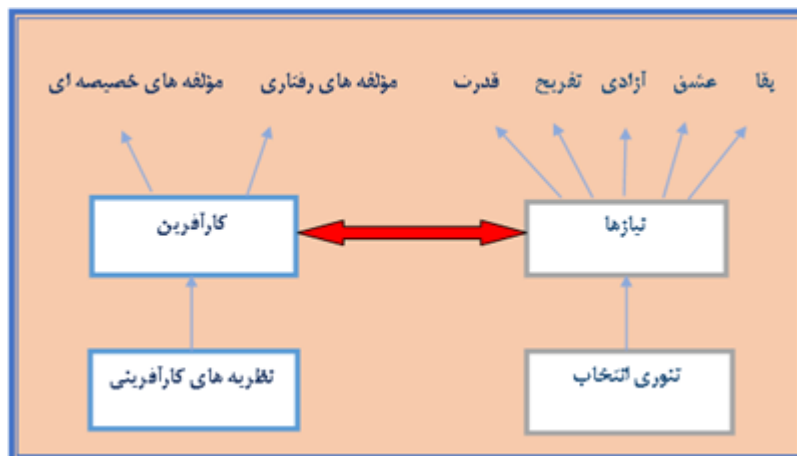 بقا عشق آزادی تفریح قدرت مؤلفه های رفتاری مؤلفه های خصیصه ای
نیازها کارآفرین
تئوری انتخاب نظریه های کارآفرینی